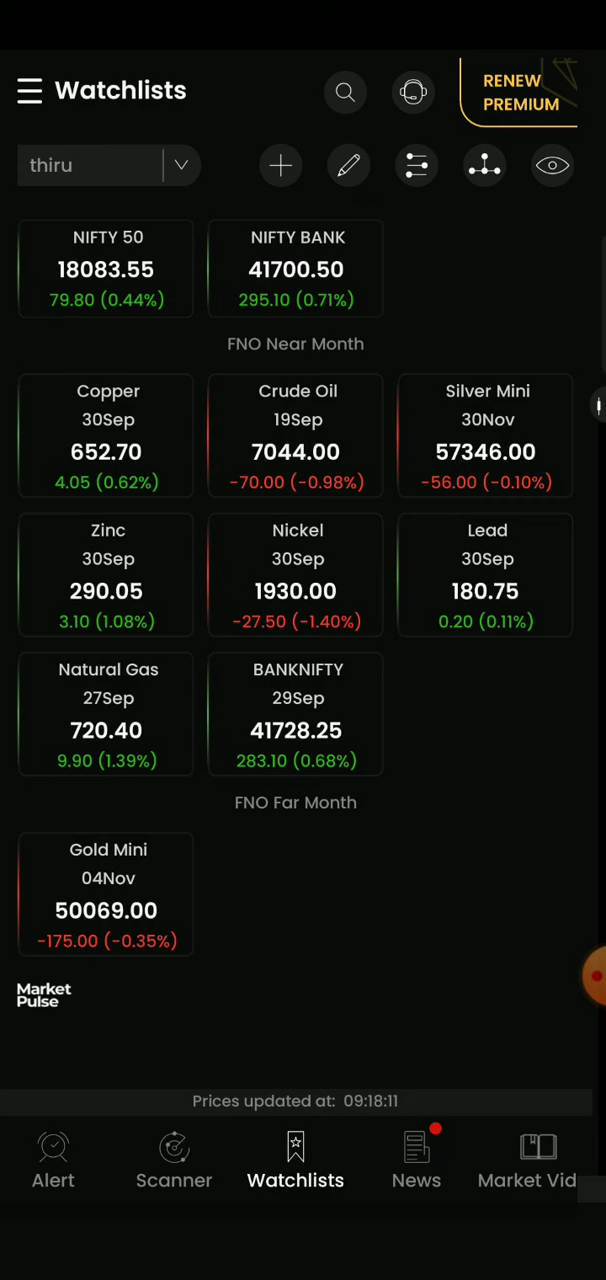 Watchlists
RENEW
PREMIUM
thiru
NIFTY 50
18083.55
79.80 (0.44%)
NIFTY BANK
41700.50
295.10 (0.71%)
FNO Near Month
Copper
30Sep
652.70
4.05 (0.62%)
Crude Oil
19Sep
7044.00
-70.00 (-0.98%)
Silver Mini
30Nov
57346.00
-56.00 (-0.10%)
Zinc
30Sep
290.05
3.10 (1.08%)
Nickel
30Sep
1930.00
-27.50 (-1.40%)
Lead
30Sep
180.75
0.20 (0.11%)
Natural Gas
27Sep
720.40
9.90 (1.39%)
BANKNIFTY
29Sep
41728.25
283.10 (0.68%)
FNO Far Month
Gold Mini
04Nov
50069.00
-175.00 (-0.35%)
Market
Pulse
Prices updated at: 09:18:11
Alert
Scanner
Watchlists
News
Market Vid